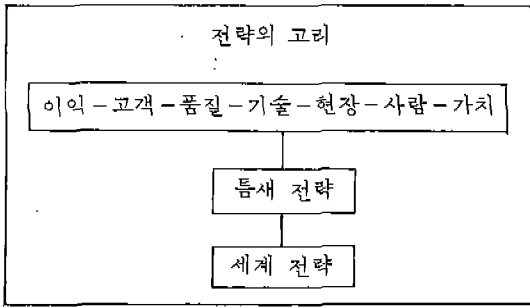 전략의 고리
이익-고객-품질-기술-현장-사람-가치
틈새 전략
세계 전략